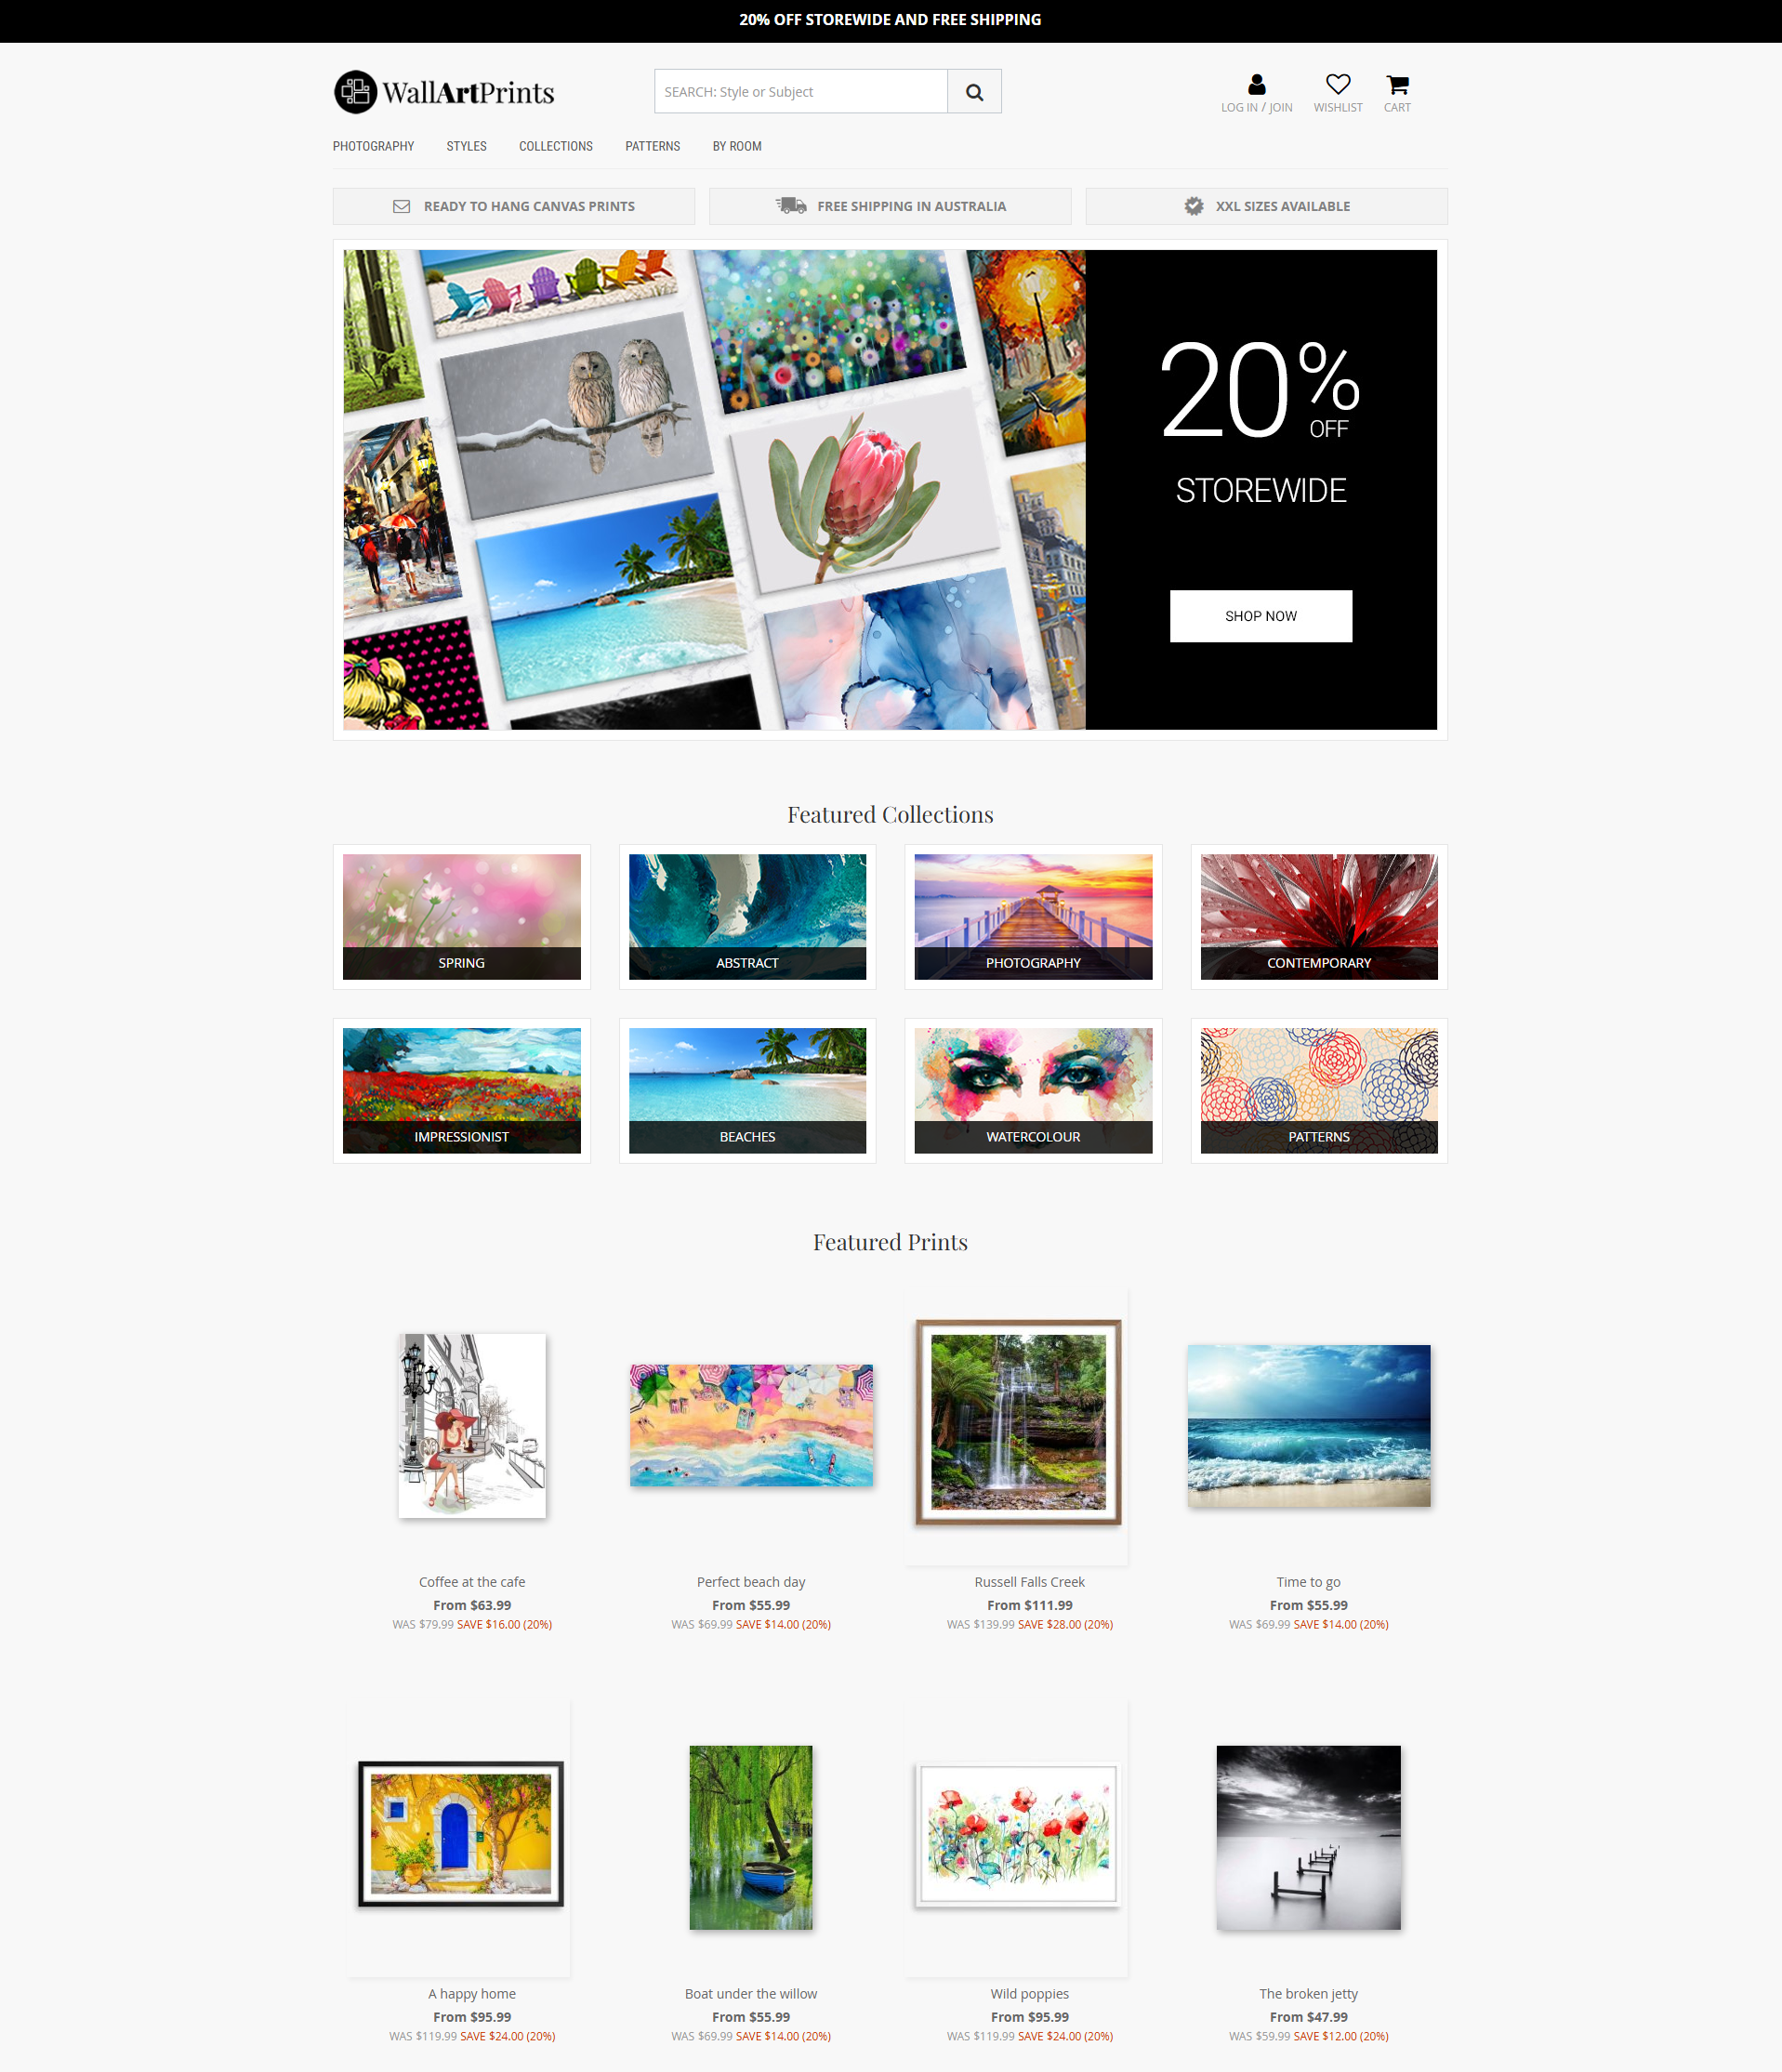 20% OFF STOREWIDE AND FREE SHIPPING
WallArtPrints
SEARCH: Style or Subject
LOG IN / JOIN
WISHLIST
CART
PHOTOGRAPHY
STYLES
COLLECTIONS
PATTERNS
BY ROOM
READY TO HANG CANVAS PRINTS
FREE SHIPPING IN AUSTRALIA
XXL SIZES AVAILABLE
20%
OFF
STOREWIDE
SHOP NOW
Featured Collections
SPRING
ABSTRACT
PHOTOGRAPHY
CONTEMPORARY
IMPRESSIONIST
BEACHES
WATERCOLOUR
PATTERNS
Featured Prints
Coffee at the cafe
From $63.99
WAS $79.99 SAVE $16.00 (20%)
Perfect beach day
From $55.99
WAS $69.99 SAVE $14.00 (20%)
Russell Falls Creek
From $111.99
WAS $139.99 SAVE $28.00 (20%)
Time to go
From $55.99
WAS $69.99 SAVE $14.00 (20%)
A happy home
From $95.99
WAS $119.99 SAVE $24.00 (20%)
Boat under the willow
From $55.99
WAS $69.99 SAVE $14.00 (20%)
Wild poppies
From $95.99
WAS $119.99 SAVE $24.00 (20%)
The broken jetty
From $47.99
WAS $59.99 SAVE $12.00 (20%)